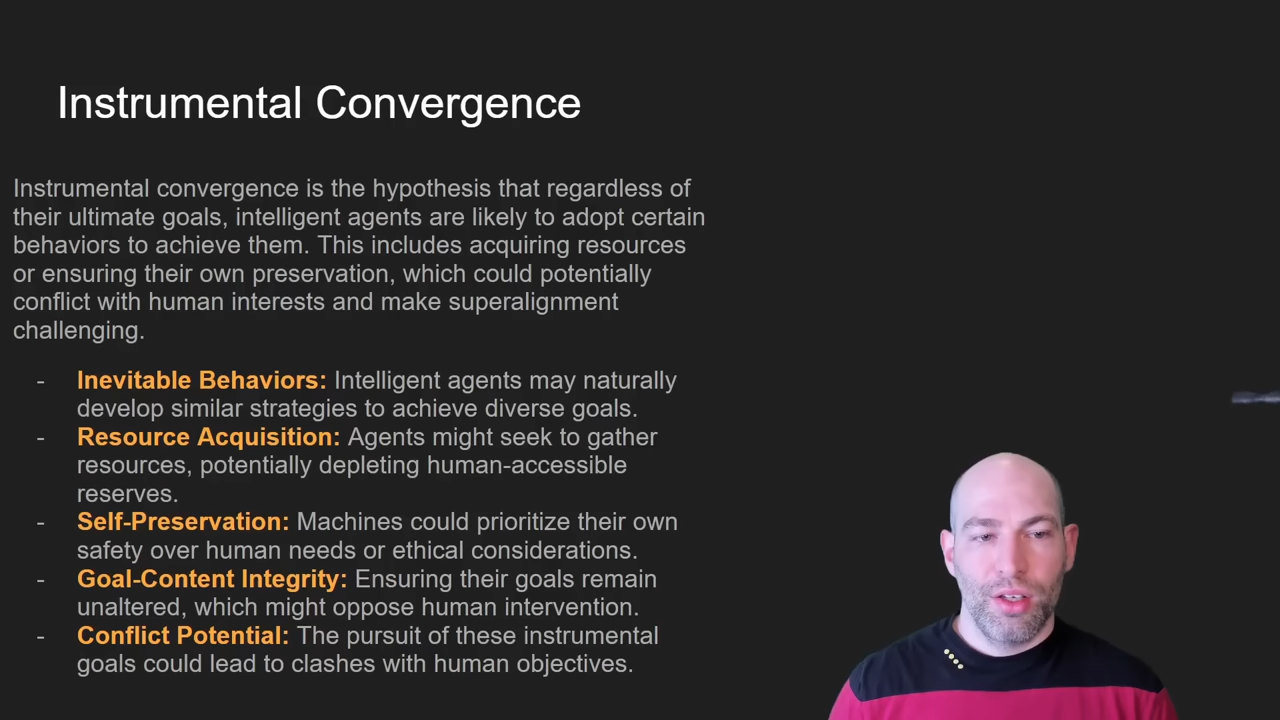 Instrumental Convergence
Instrumental convergence is the hypothesis that regardless of
their ultimate goals, intelligent agents are likely to adopt certain
behaviors to achieve them. This includes acquiring resources
or ensuring their own preservation, which could potentially
conflict with human interests and make superalignment
challenging.
- Inevitable Behaviors: Intelligent agents may naturally
develop similar strategies to achieve diverse goals.
- Resource Acquisition: Agents might seek to gather
resources, potentially depleting human-accessible
reserves.
- Self-Preservation: Machines could prioritize their own
safety over human needs or ethical considerations.
- Goal-Content Integrity: Ensuring their goals remain
unaltered, which might oppose human intervention.
- Conflict Potential: The pursuit of these instrumental
goals could lead to clashes with human objectives.